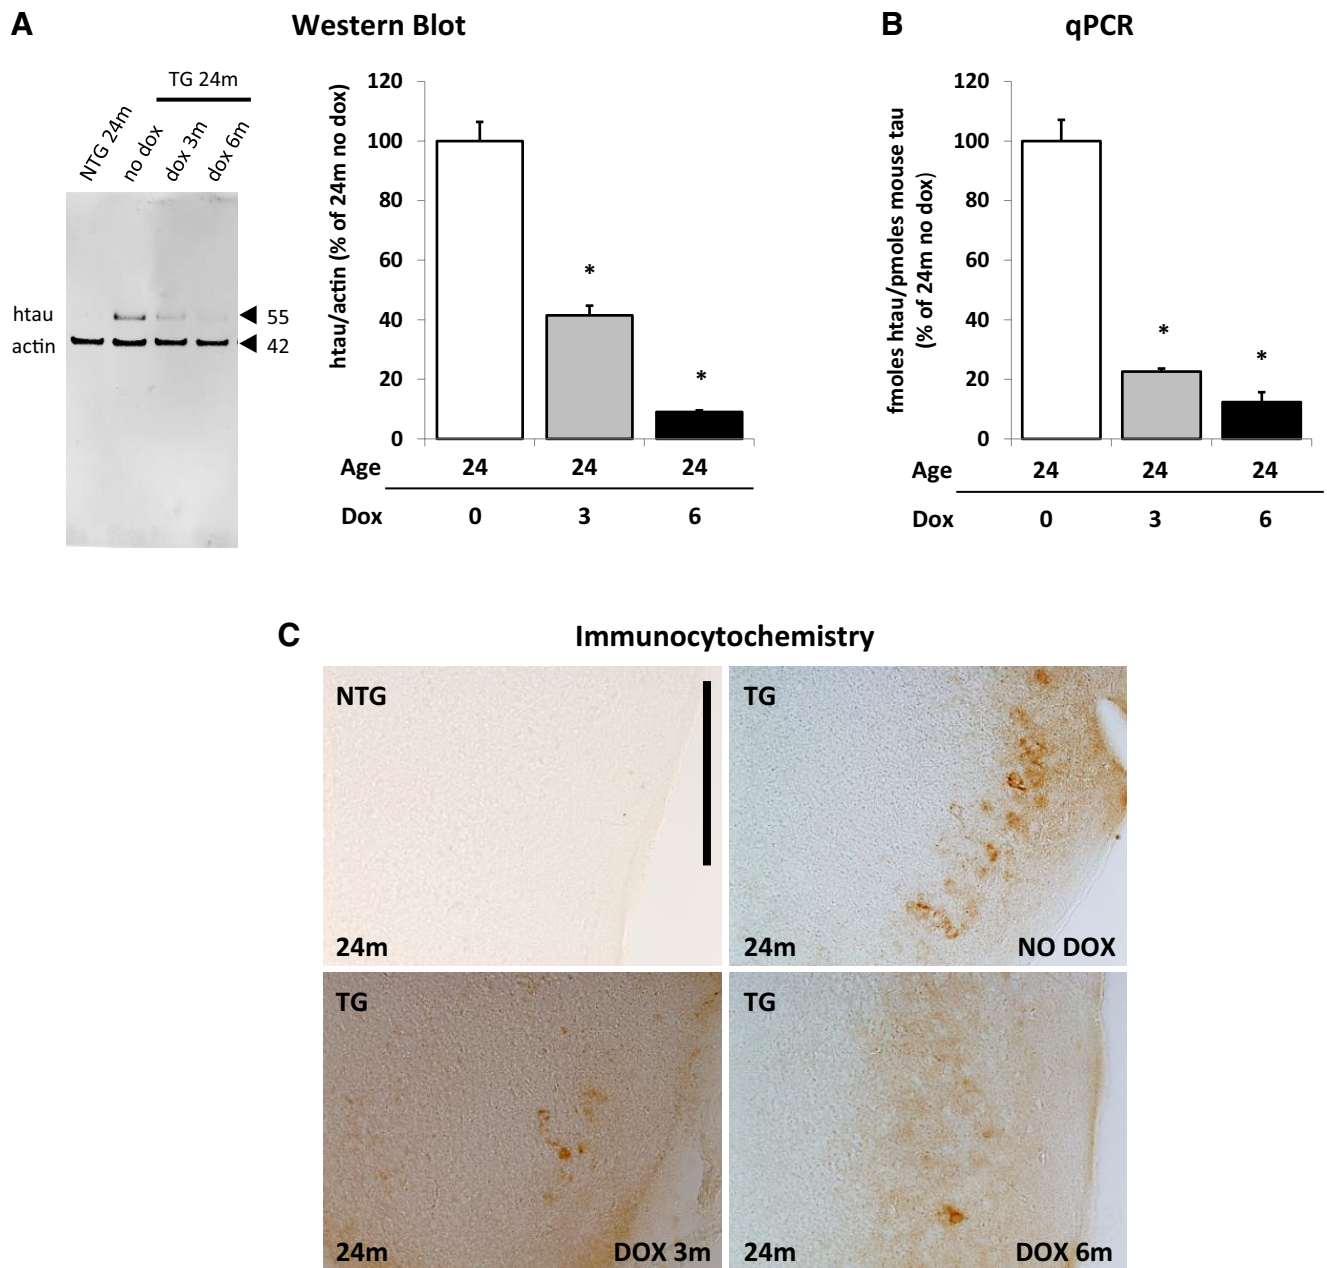 A
Western Blot
TG 24m
NTG 24m
no dox
dox 3m
dox 6m
htau
55
actin
42
htau/actin (% of 24m no dox)
120
100
80
60
40
20
0
*
*
Age 24 24 24
Dox 0 3 6
B
qPCR
fmoles htau/pmoles mouse tau
(% of 24m no dox)
120
100
80
60
40
20
0
*
*
Age 24 24 24
Dox 0 3 6
C
Immunocytochemistry
NTG
24m
TG
24m
NO DOX
TG
24m
DOX 3m
TG
24m
DOX 6m